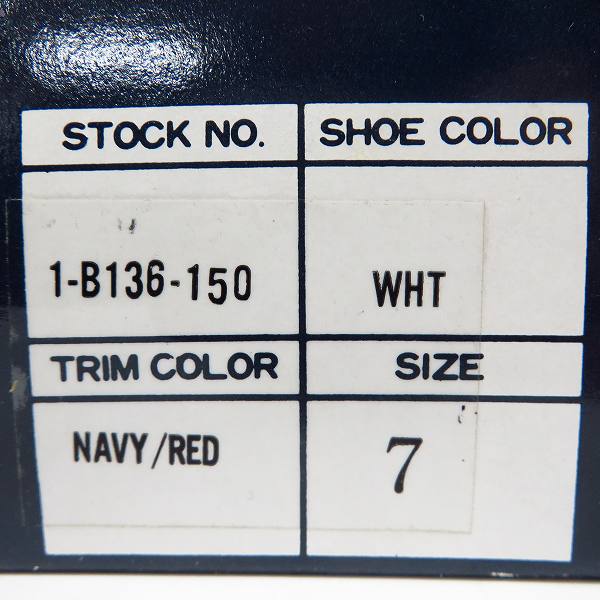 STOCK NO. SHOE COLOR
1-B136-150 WHT
TRIM COLOR SIZE
NAVY/RED 7